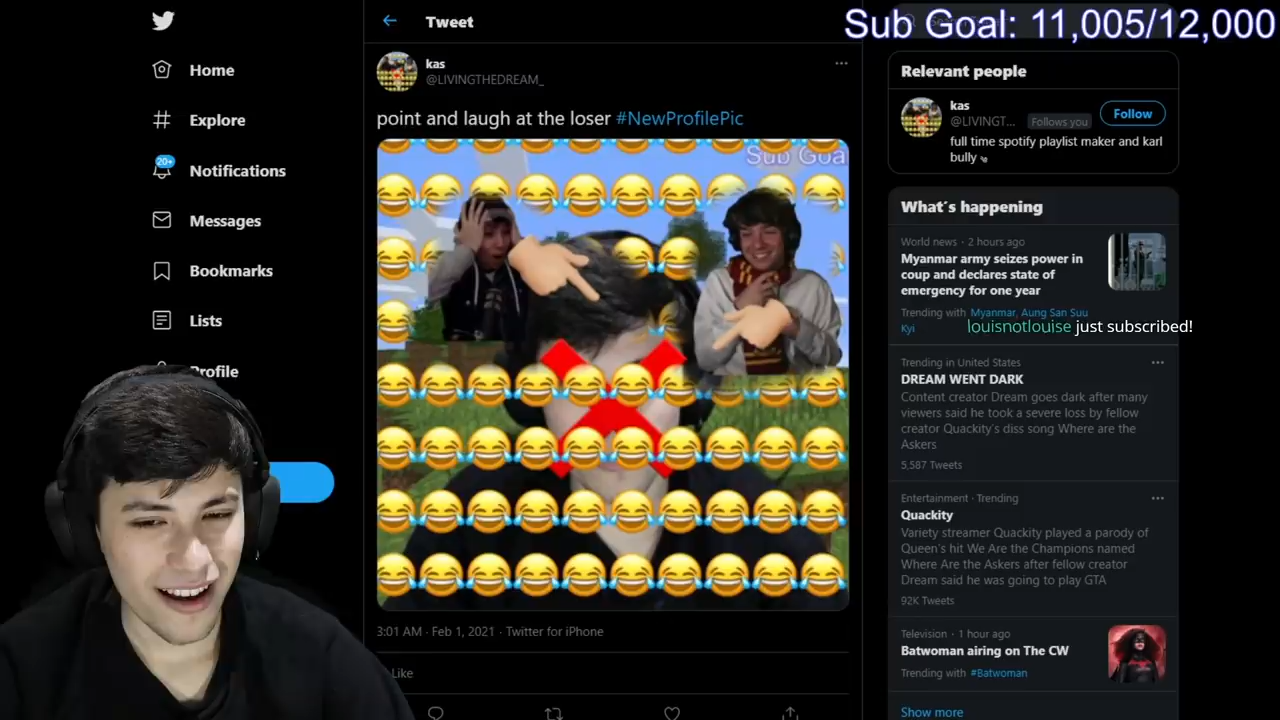 Home
Explore
20+
Notifications
Messages
Bookmarks
Lists
Profile
Tweet
kas
@LIVINGTHEDREAM_
point and laugh at the loser #NewProfilePic
Sub Goa
3:01 AM · Feb 1, 2021 · Twitter for iPhone
Like
Sub Goal: 11,005/12,000
Relevant people
kas
@LIVINGT... Follows you
Follow
full time spotify playlist maker and karl
bully
What's happening
World news · 2 hours ago
Myanmar army seizes power in
coup and declares state of
emergency for one year
Trending with Myanmar, Aung San Suu
Kyi
louisnotlouise just subscribed!
Trending in United States
DREAM WENT DARK
Content creator Dream goes dark after many
viewers said he took a severe loss by fellow
creator Quackity's diss song Where are the
Askers
5,587 Tweets
Entertainment · Trending
Quackity
Variety streamer Quackity played a parody of
Queen's hit We Are the Champions named
Where Are the Askers after fellow creator
Dream said he was going to play GTA
92K Tweets
Television · 1 hour ago
Batwoman airing on The CW
Trending with #Batwoman
Show more